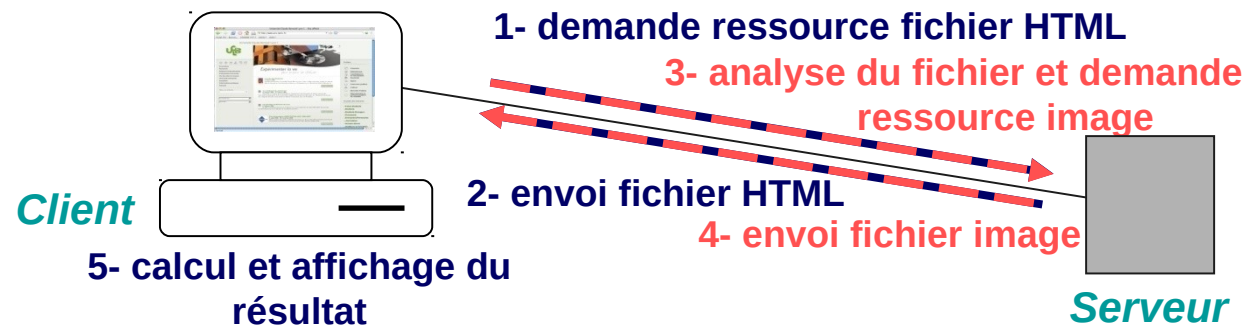 1- demande ressource fichier HTML
3- analyse du fichier et demande
ressource image
2- envoi fichier HTML
Client
4- envoi fichier image
5- calcul et affichage du
résultat
Serveur